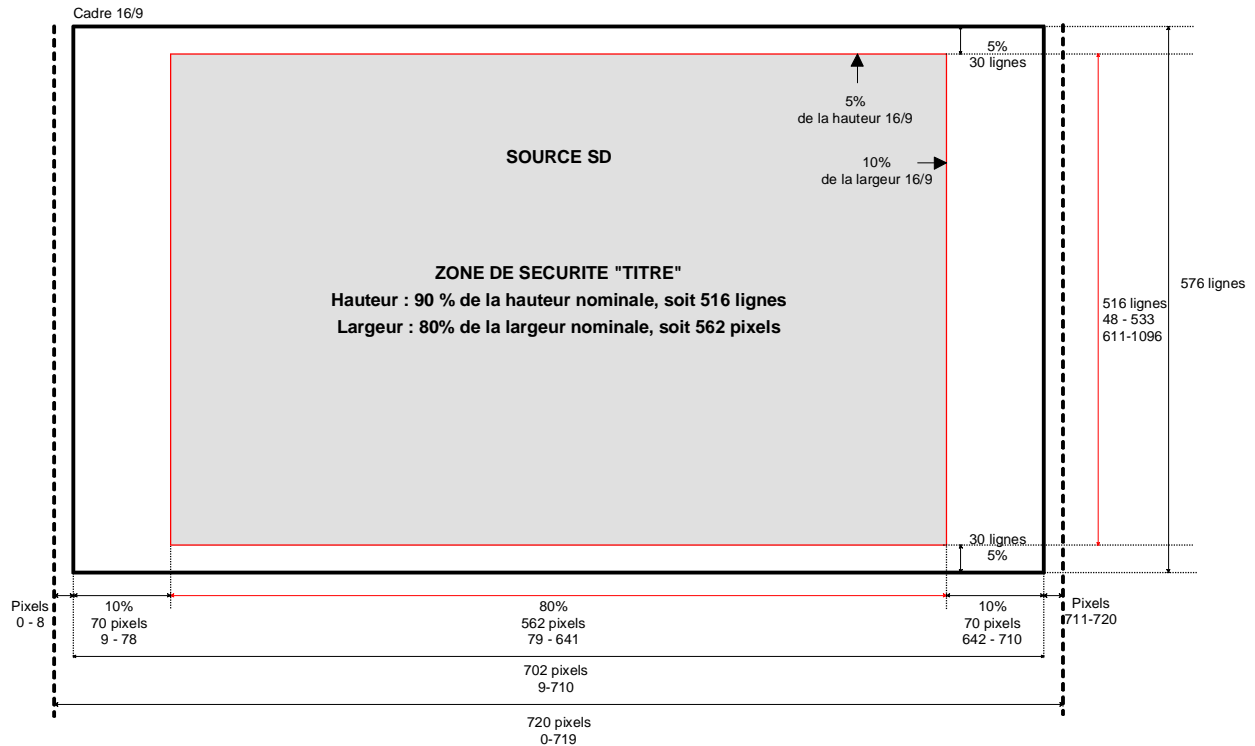 Cadre 16/9
5%
30 lignes
5%
de la hauteur 16/9
SOURCE SD
10%
de la largeur 16/9
ZONE DE SECURITE "TITRE"
Hauteur : 90 % de la hauteur nominale, soit 516 lignes
Largeur : 80% de la largeur nominale, soit 562 pixels
576 lignes
516 lignes
48 - 533
611-1096
30 lignes
5%
Pixels
0 - 8
10%
70 pixels
9 - 78
80%
562 pixels
79 - 641
10%
70 pixels
642 - 710
Pixels
711-720
702 pixels
9-710
720 pixels
0-719